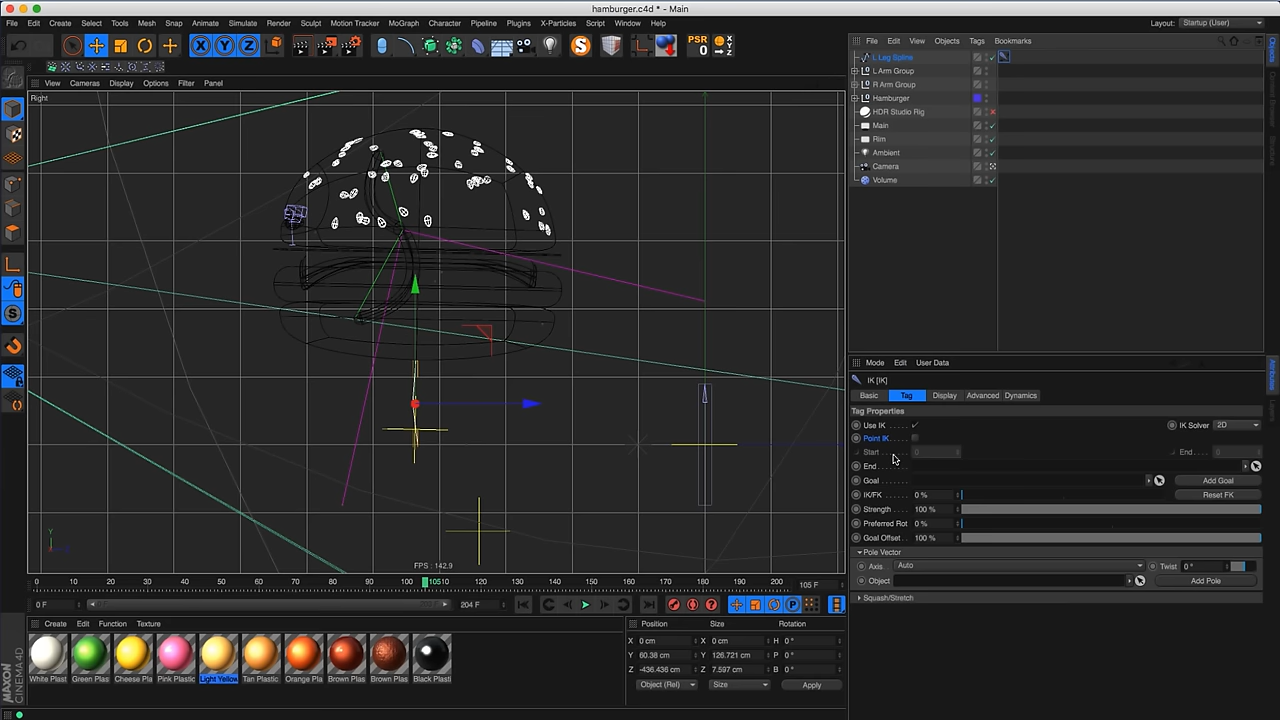 hamburger.c4d * - Main
File Edit Create Select Tools Mesh Snap Animate Simulate Render Sculpt Motion Tracker MoGraph Character Pipeline Plugins X-Particles Script Window Help
Layout: Startup (User)
PSR
0
File Edit View Objects Tags Bookmarks
View Cameras Display Options Filter Panel
Right
L Leg Spline
L Arm Group
R Arm Group
Hamburger
HDR Studio Rig
Main
Rim
Ambient
Camera
Volume
Mode Edit User Data
IK [IK]
Basic Tag Display Advanced Dynamics
Tag Properties
Use IK IK Solver 2D
Point IK
Start 0 End 0
End
Goal Add Goal
IK/FK 0 % Reset FK
Strength 100 %
Preferred Rot 0 %
Goal Offset 100 %
Pole Vector
Axis Auto Twist 0 °
Object Add Pole
Squash/Stretch
FPS : 142.9
0 10 20 30 40 50 60 70 80 90 100 105 120 130 140 150 160 170 180 190 200
105 F
0 F 204 F
Create Edit Function Texture
White Plast Green Plas Cheese Pla Pink Plastic Light Yellow Tan Plastic Orange Pla Brown Plas Brown Plas Black Plasti
Position Size Rotation
X 0 cm X 0 cm H 0 °
Y 60.38 cm Y 126.721 cm P 0 °
Z -436.436 cm Z 7.597 cm B 0 °
Object (Rel) Size Apply
MAXON
CINEMA 4D
Objects
Attributes